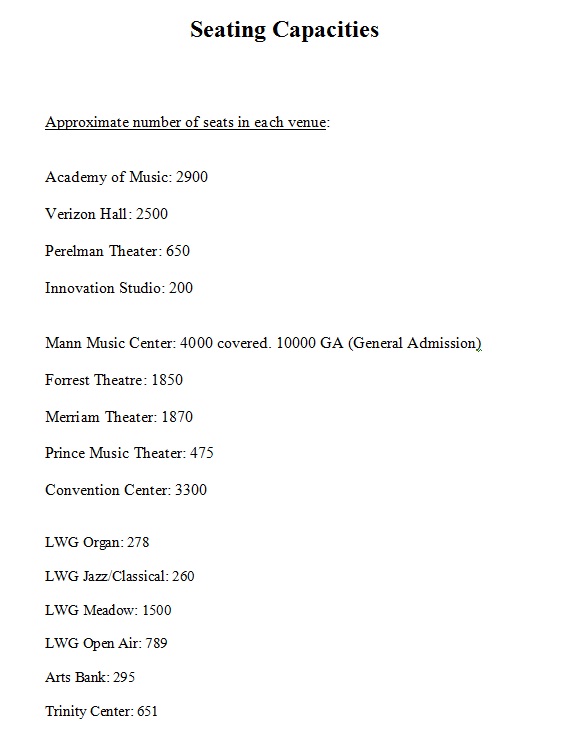 Seating Capacities
Approximate number of seats in each venue:
Academy of Music: 2900
Verizon Hall: 2500
Perelman Theater: 650
Innovation Studio: 200
Mann Music Center: 4000 covered. 10000 GA (General Admission)
Forrest Theatre: 1850
Merriam Theater: 1870
Prince Music Theater: 475
Convention Center: 3300
LWG Organ: 278
LWG Jazz/Classical: 260
LWG Meadow: 1500
LWG Open Air: 789
Arts Bank: 295
Trinity Center: 651